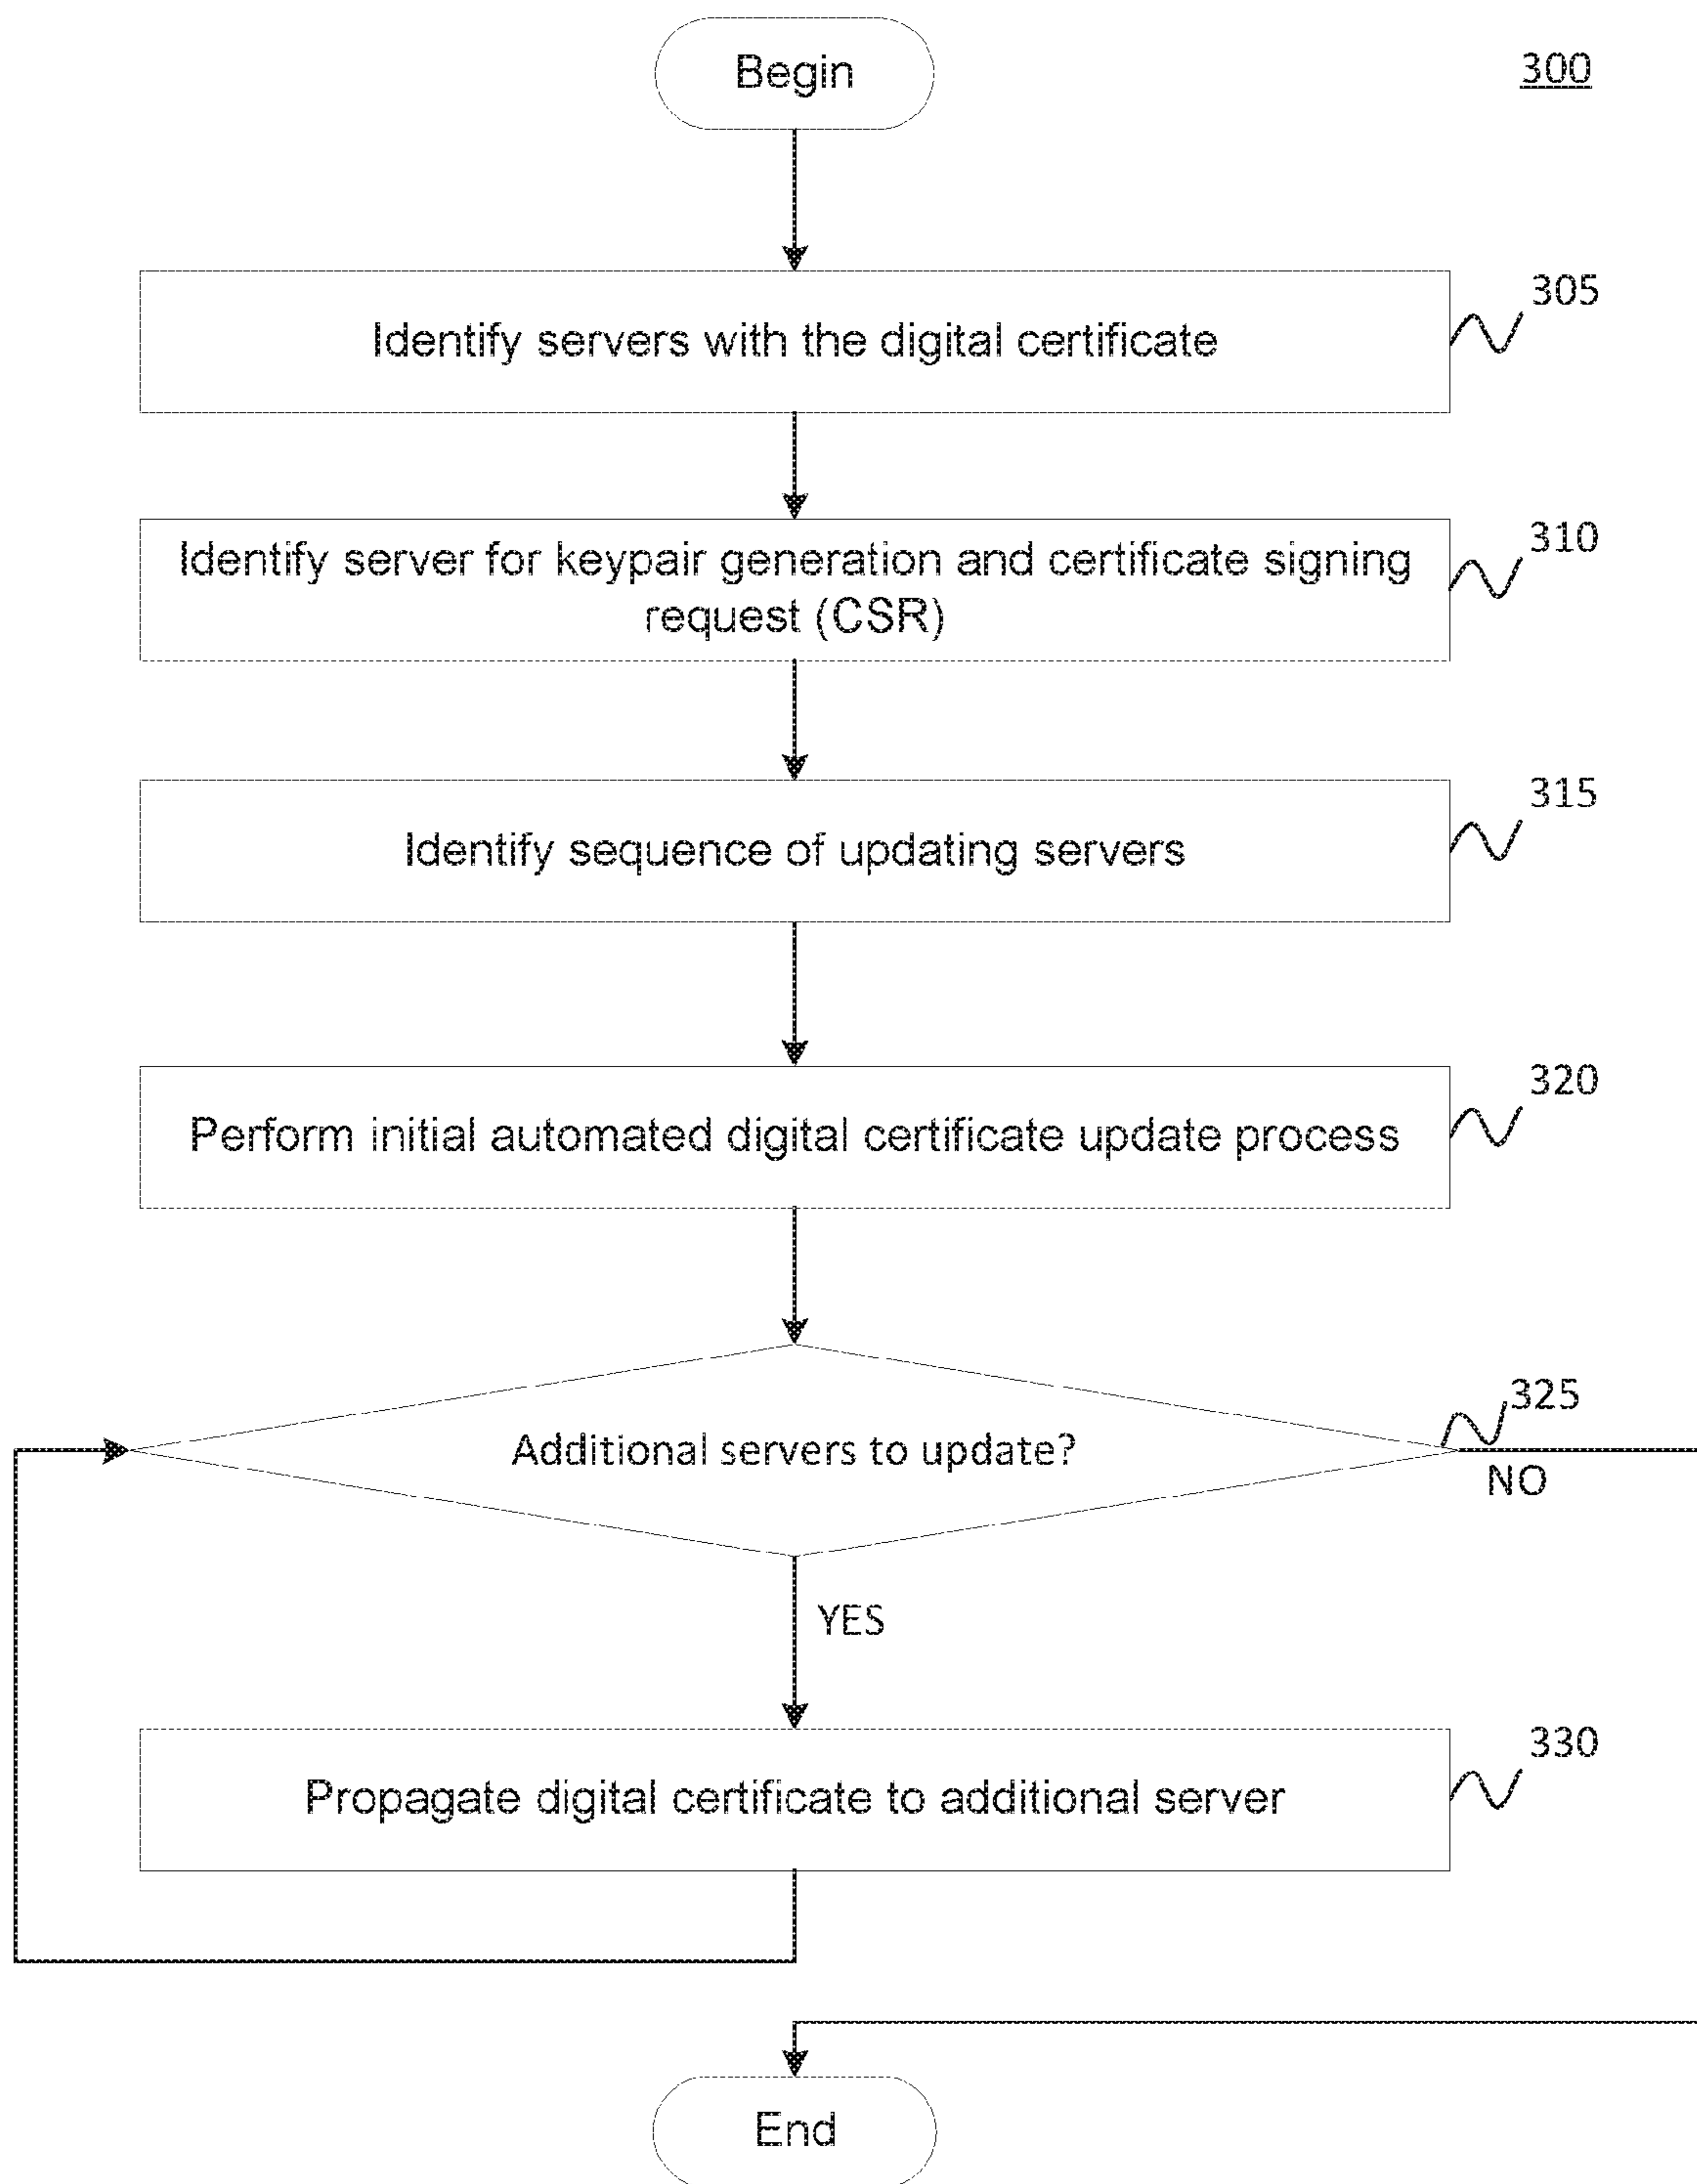 Begin
300
305
Identify servers with the digital certificate
310
Identify server for keypair generation and certificate signing
request (CSR)
315
Identify sequence of updating servers
320
Perform initial automated digital certificate update process
325
Additional servers to update?
NO
YES
330
Propagate digital certificate to additional server
End